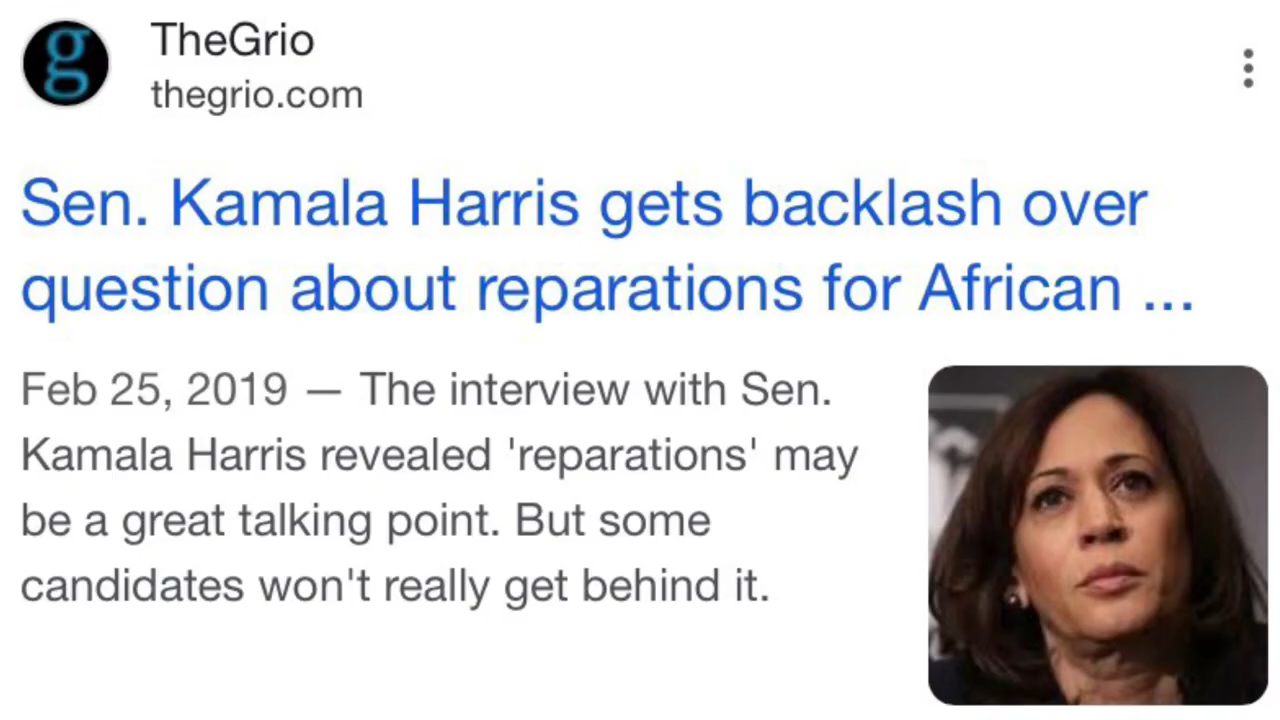 g
TheGrio
thegrio.com
Sen. Kamala Harris gets backlash over
question about reparations for African ...
Feb 25, 2019 — The interview with Sen.
Kamala Harris revealed 'reparations' may
be a great talking point. But some
candidates won't really get behind it.